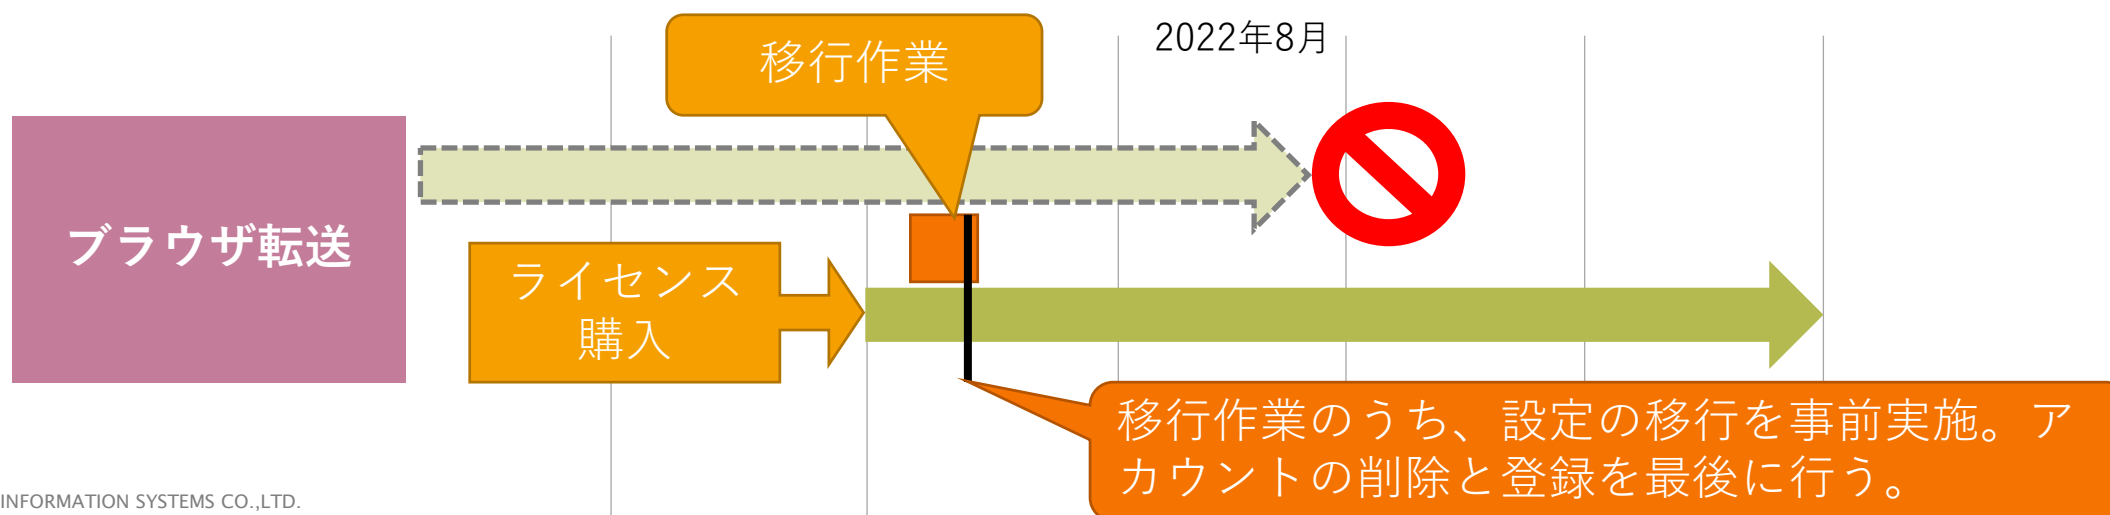 2022年8月
移行作業
ブラウザ転送
ライセンス
購入
移行作業のうち、設定の移行を事前実施。ア
カウントの削除と登録を最後に行う。
INFORMATION SYSTEMS CO.,LTD.